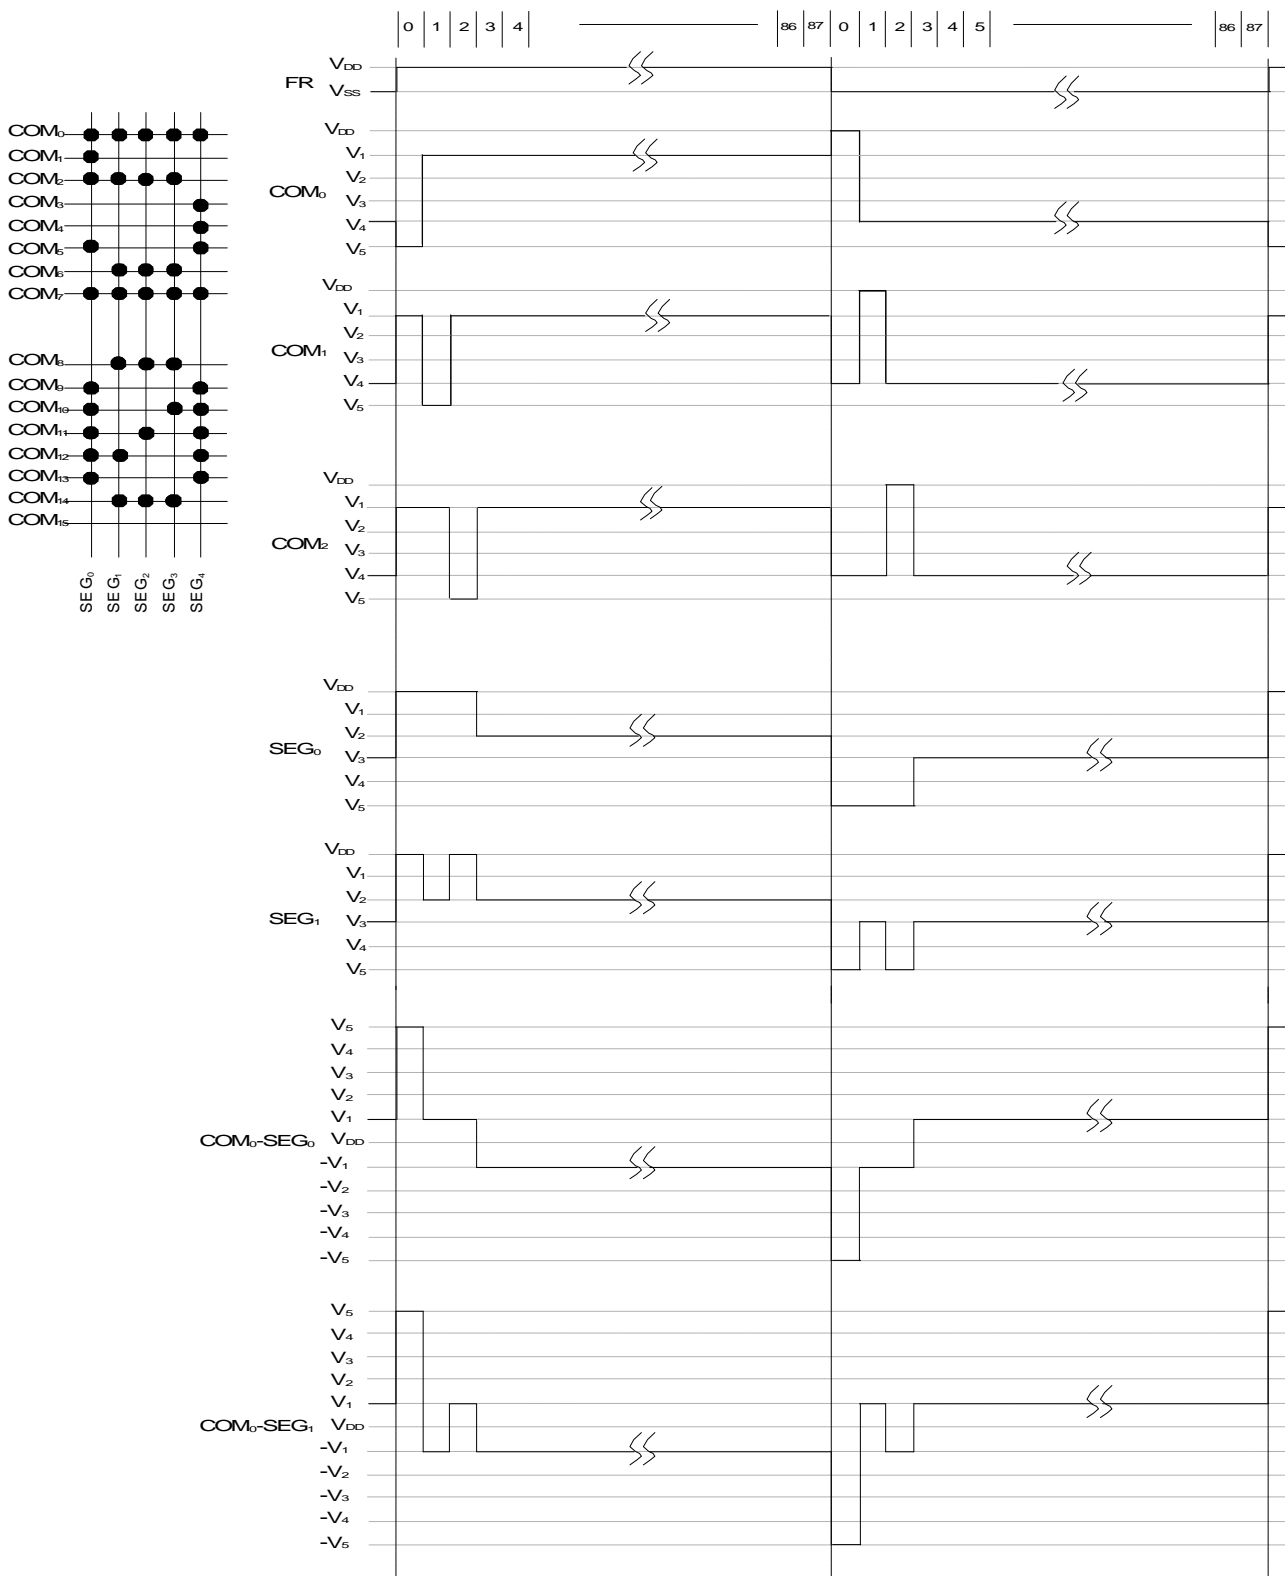 0 1 2 3 4 86 87 0 1 2 3 4 5 86 87
FR
VDD
VSS
COM0
COM1
COM2
COM3
COM4
COM5
COM6
COM7
COM8
COM9
COM10
COM11
COM12
COM13
COM14
COM15
SEG0
SEG1
SEG2
SEG3
SEG4
COM0
VDD
V1
V2
V3
V4
V5
COM1
VDD
V1
V2
V3
V4
V5
COM2
VDD
V1
V2
V3
V4
V5
SEG0
VDD
V1
V2
V3
V4
V5
SEG1
VDD
V1
V2
V3
V4
V5
COM0-SEG0
V5
V4
V3
V2
V1
VDD
-V1
-V2
-V3
-V4
-V5
COM0-SEG1
V5
V4
V3
V2
V1
VDD
-V1
-V2
-V3
-V4
-V5